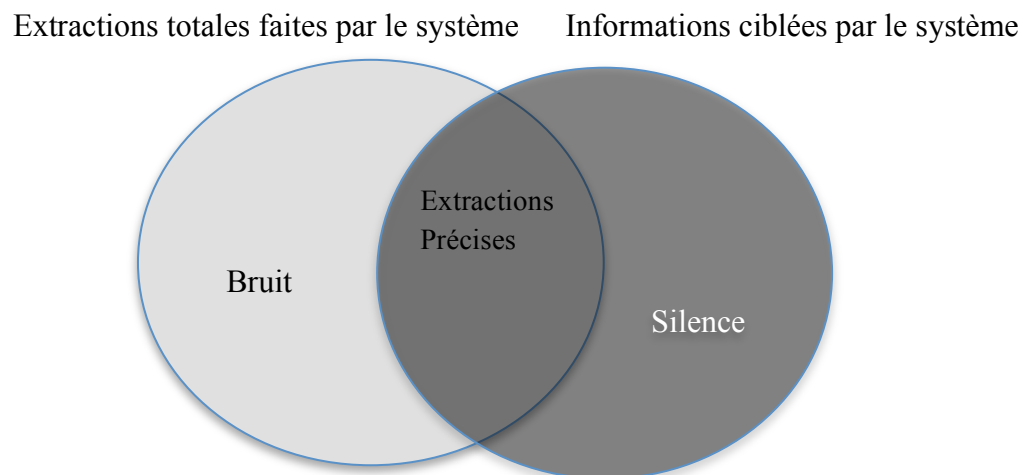 Extractions totales faites par le système
Informations ciblées par le système
Extractions
Précises
Bruit
Silence